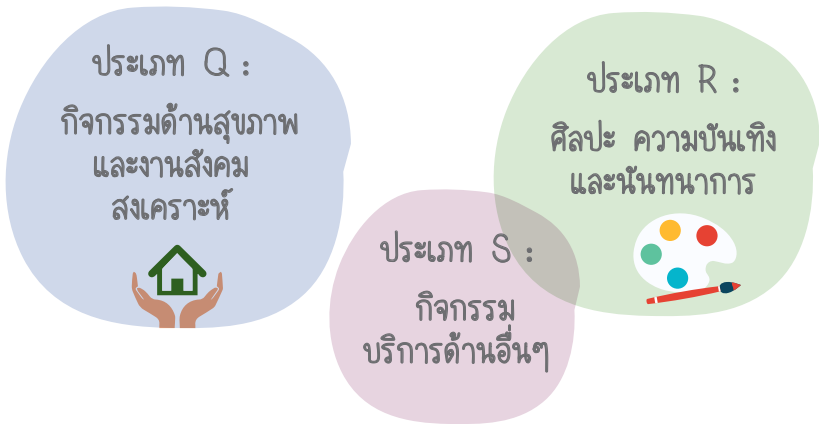 ประเภท Q :
กิจกรรมด้านสุขภาพ
และงานสังคม
สงเคราะห์
ประเภท R :
ศิลปะ ความบันเทิง
และนันทนาการ
ประเภท S :
กิจกรรม
บริการด้านอื่นๆ